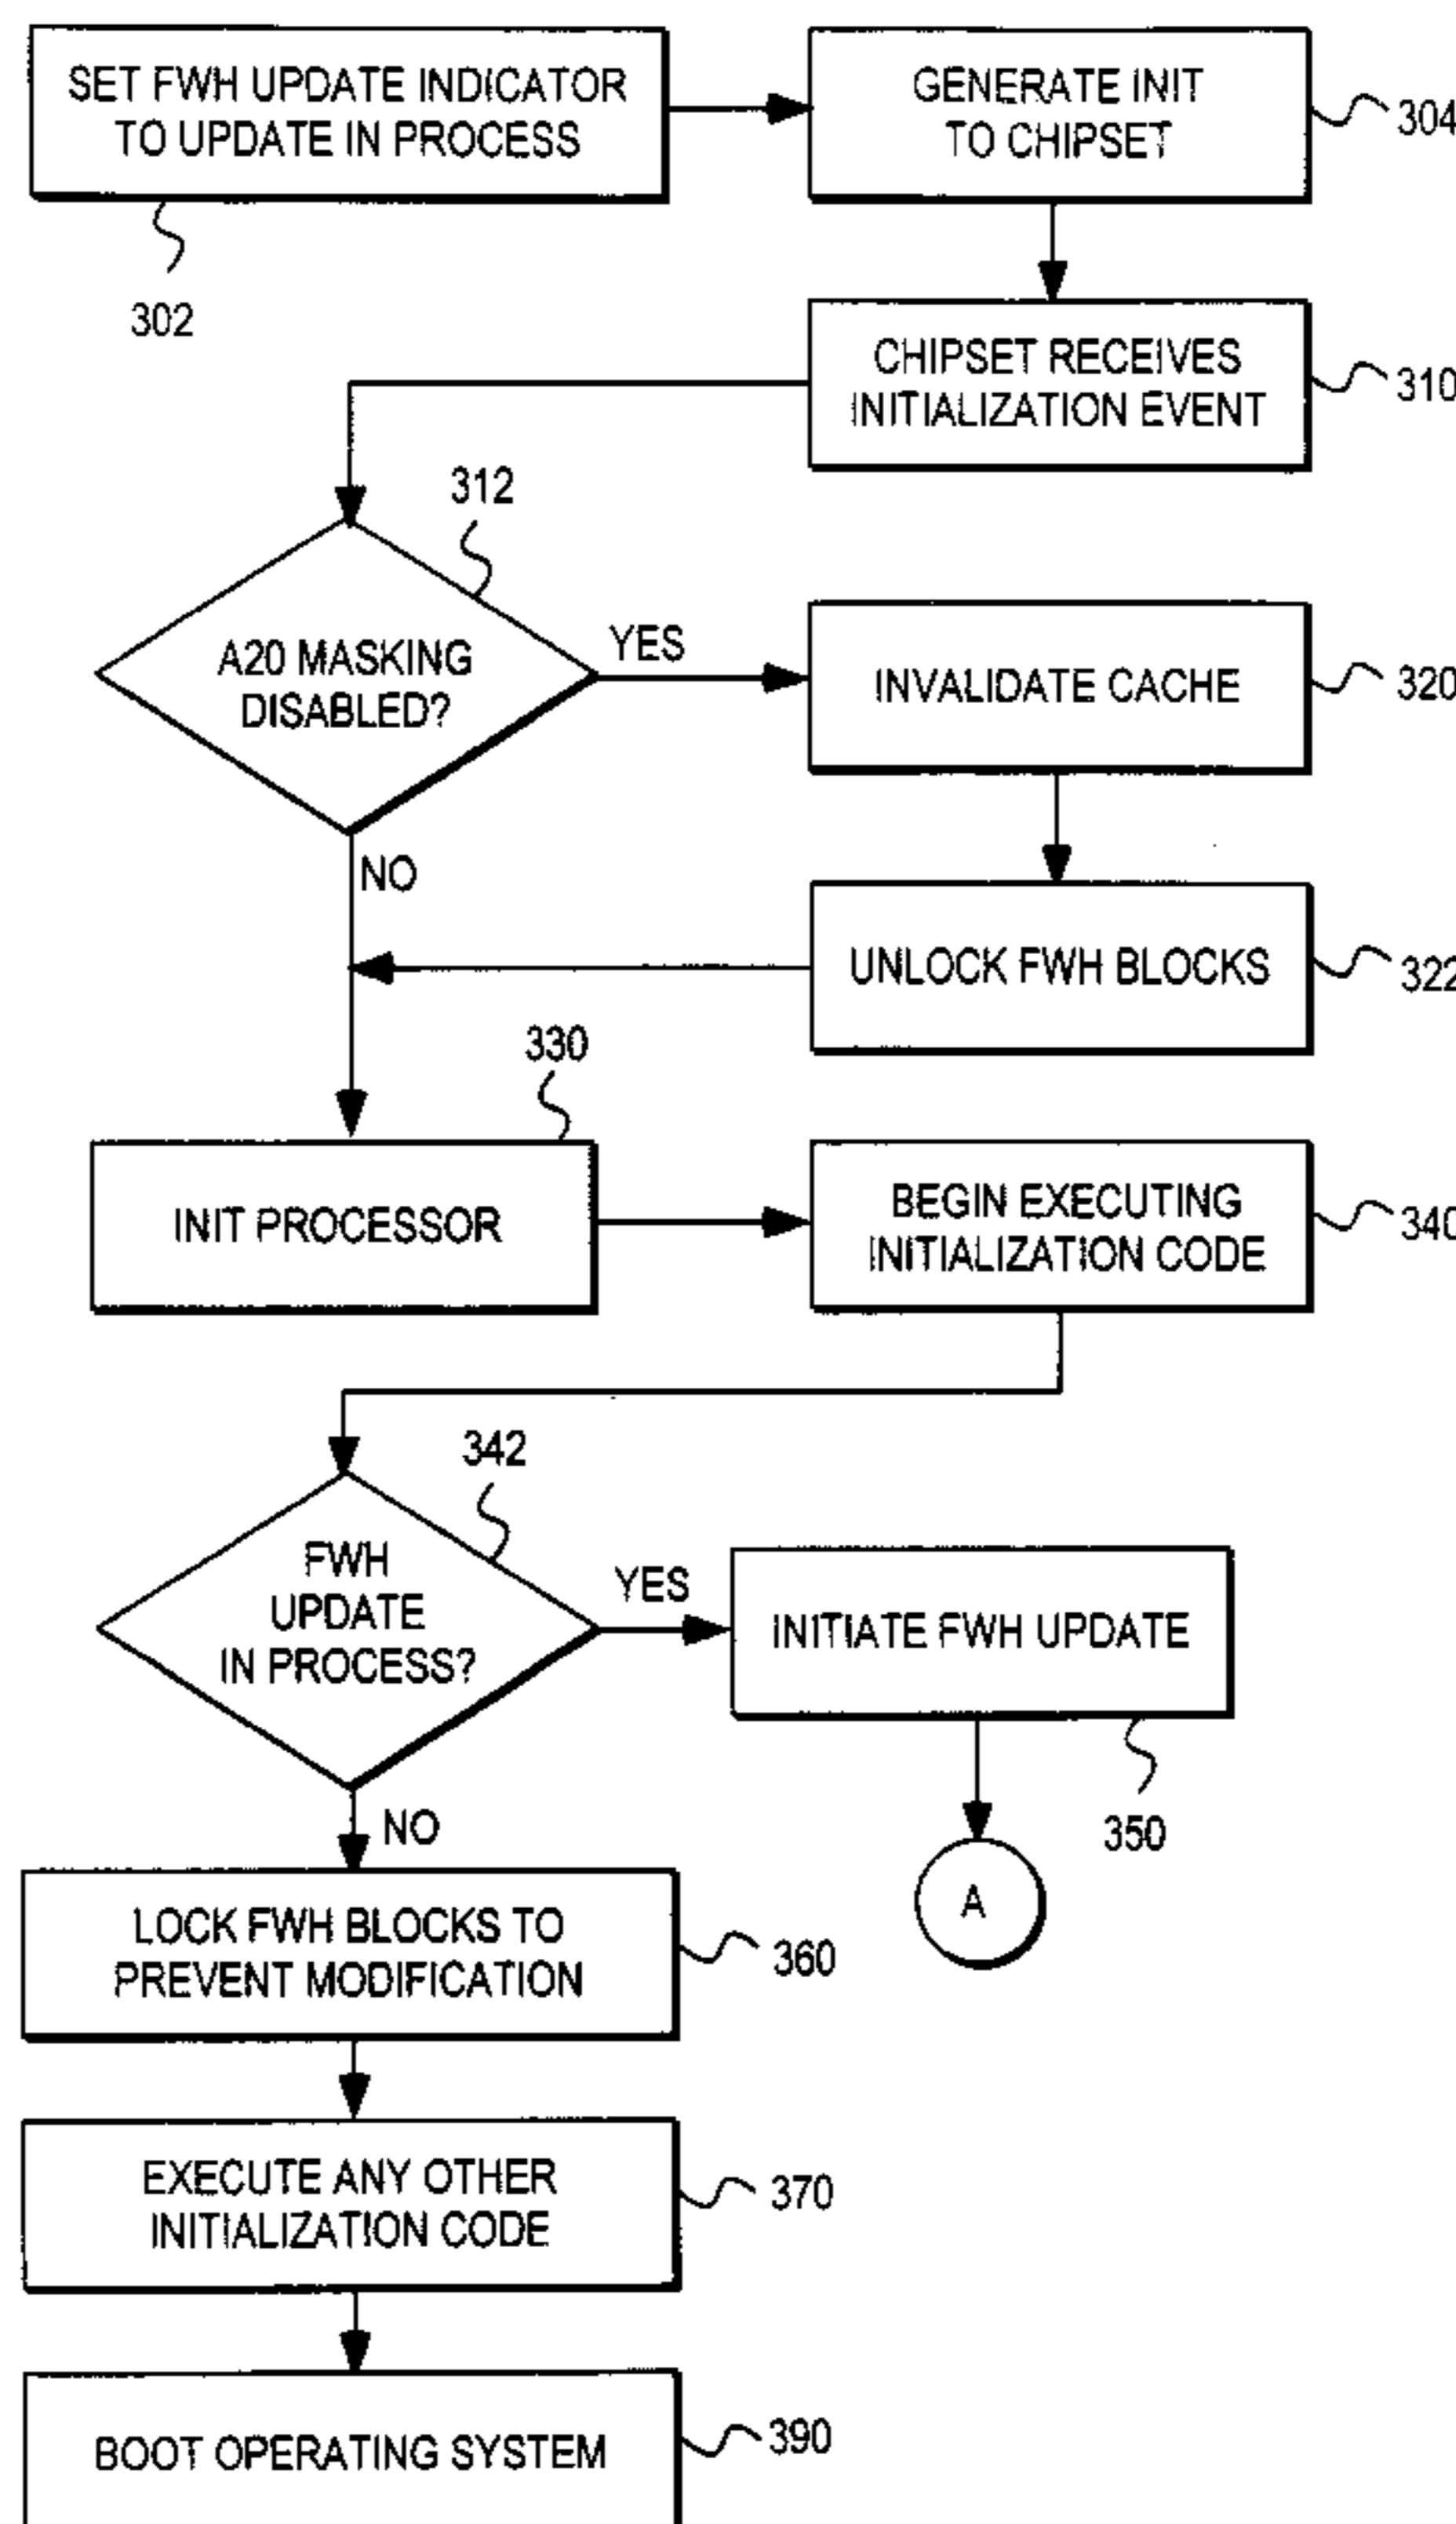 SET FWH UPDATE INDICATOR
TO UPDATE IN PROCESS
302
GENERATE INIT
TO CHIPSET
304
CHIPSET RECEIVES
INITIALIZATION EVENT
310
312
A20 MASKING
DISABLED?
YES
NO
INVALIDATE CACHE
320
UNLOCK FWH BLOCKS
322
330
INIT PROCESSOR
BEGIN EXECUTING
INITIALIZATION CODE
340
342
FWH
UPDATE
IN PROCESS?
YES
NO
INITIATE FWH UPDATE
350
A
LOCK FWH BLOCKS TO
PREVENT MODIFICATION
360
EXECUTE ANY OTHER
INITIALIZATION CODE
370
BOOT OPERATING SYSTEM
390